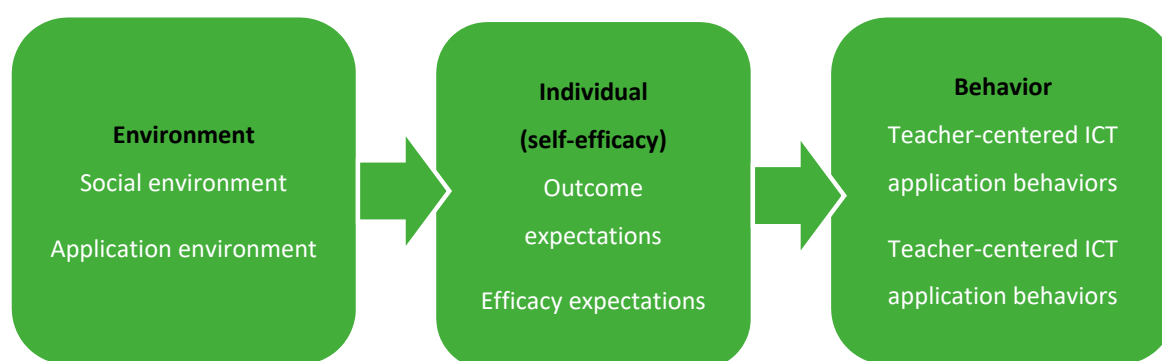 Environment
Social environment
Application environment
Individual
(self-efficacy)
Outcome
expectations
Efficacy expectations
Behavior
Teacher-centered ICT
application behaviors
Teacher-centered ICT
application behaviors